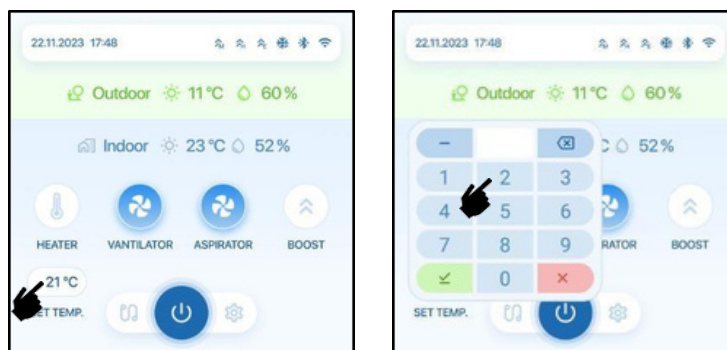 22.11.2023 17:48
Outdoor 11 °C 60 %
Indoor 23 °C 52 %
HEATER VANTILATOR ASPIRATOR BOOST
21 °C
SET TEMP.
22.11.2023 17:48
Outdoor 11 °C 60 %
°C 52 %
−
1 2 3
4 5 6
7 8 9
RATOR BOOST
0 ×
SET TEMP.